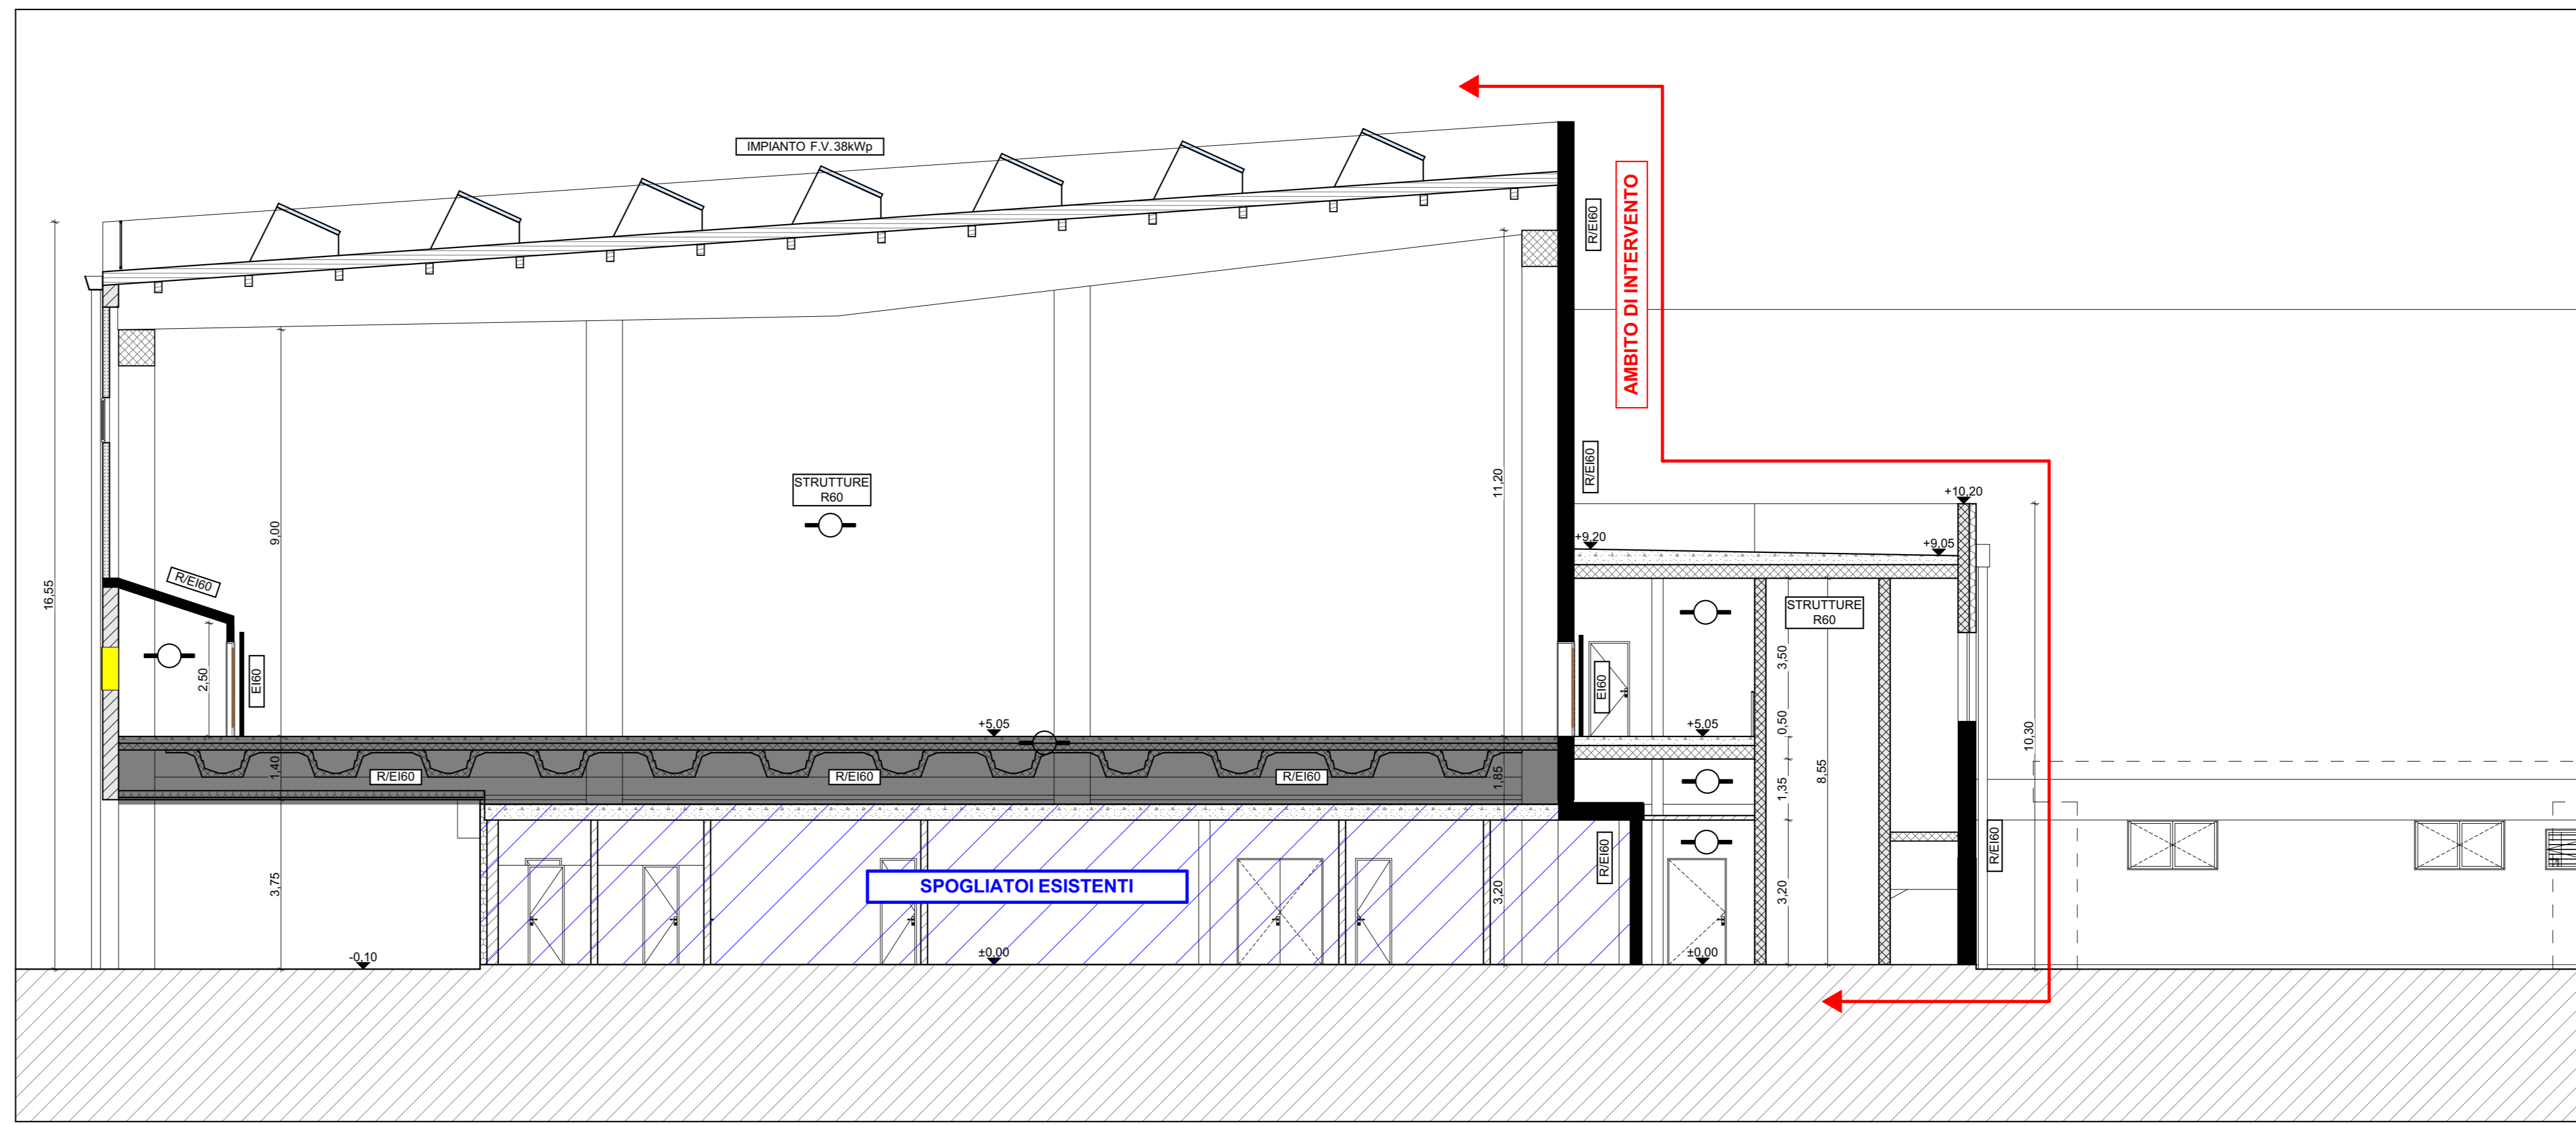 IMPIANTO F.V. 38kWp
AMBITO DI INTERVENTO
R/EI60
R/EI60
STRUTTURE
R60
11,20
9,00
16,55
R/EI60
2,50
EI60
+10,20
+9,20
+9,05
STRUTTURE
R60
3,50
EI60
+5,05
+5,05
0,50
10,30
1,40
R/EI60
R/EI60
R/EI60
1,85
1,35
8,55
R/EI60
R/EI60
SPOGLIATOI ESISTENTI
3,75
3,20
3,20
-0,10
±0,00
±0,00